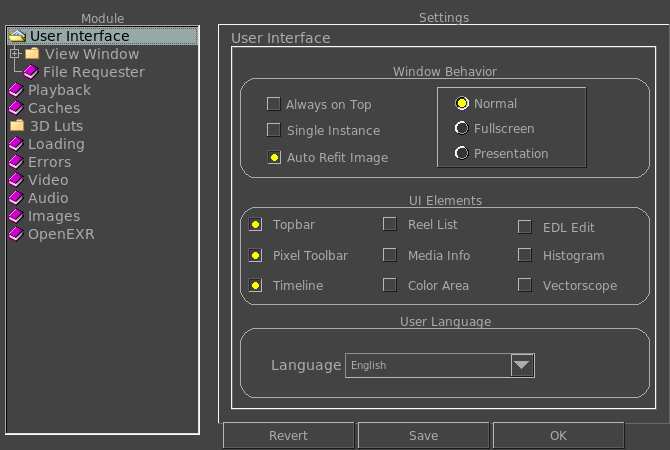 Module
User Interface
View Window
File Requester
Playback
Caches
3D Luts
Loading
Errors
Video
Audio
Images
OpenEXR
Settings
User Interface
Window Behavior
Always on Top
Single Instance
Auto Refit Image
Normal
Fullscreen
Presentation
UI Elements
Topbar Reel List EDL Edit
Pixel Toolbar Media Info Histogram
Timeline Color Area Vectorscope
User Language
Language English
Revert Save OK